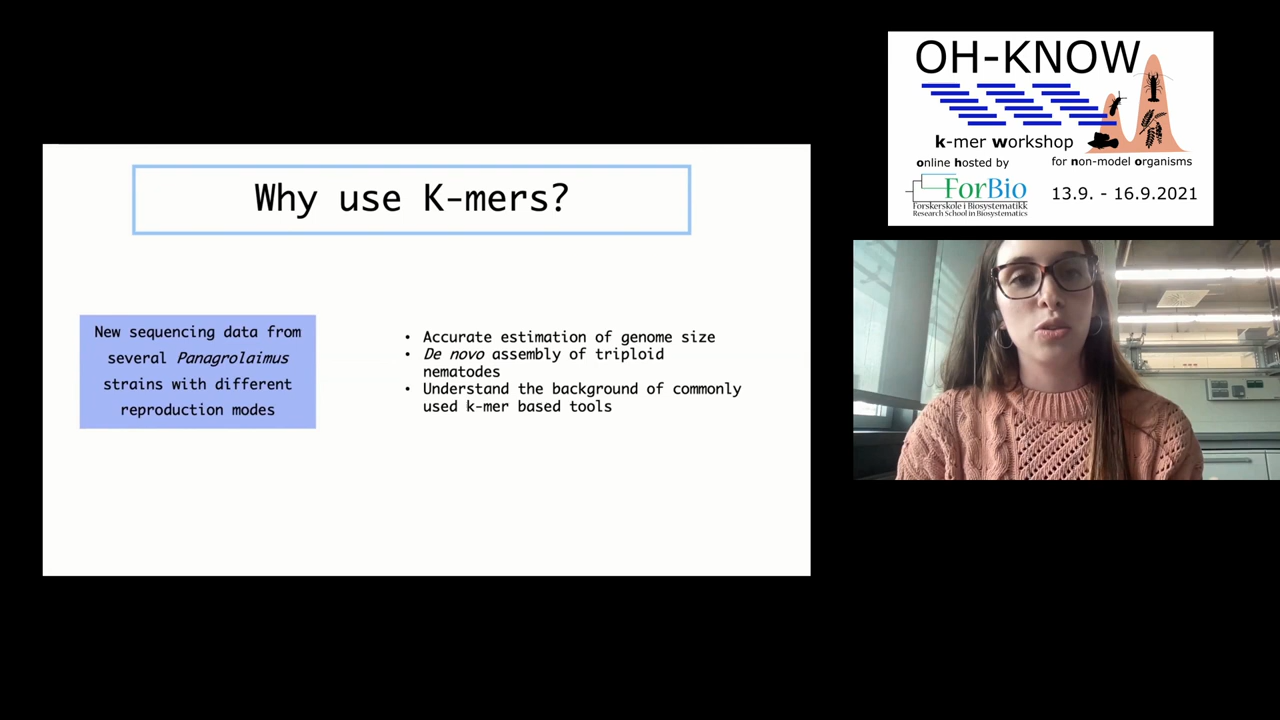 Why use K-mers?
New sequencing data from
several Panagrolaimus
strains with different
reproduction modes
• Accurate estimation of genome size
• De novo assembly of triploid
nematodes
• Understand the background of commonly
used k-mer based tools
OH-KNOW
k-mer workshop
online hosted by
for non-model organisms
ForBio
Forskerskole i Biosystematikk
Research School in Biosystematics
13.9. - 16.9.2021